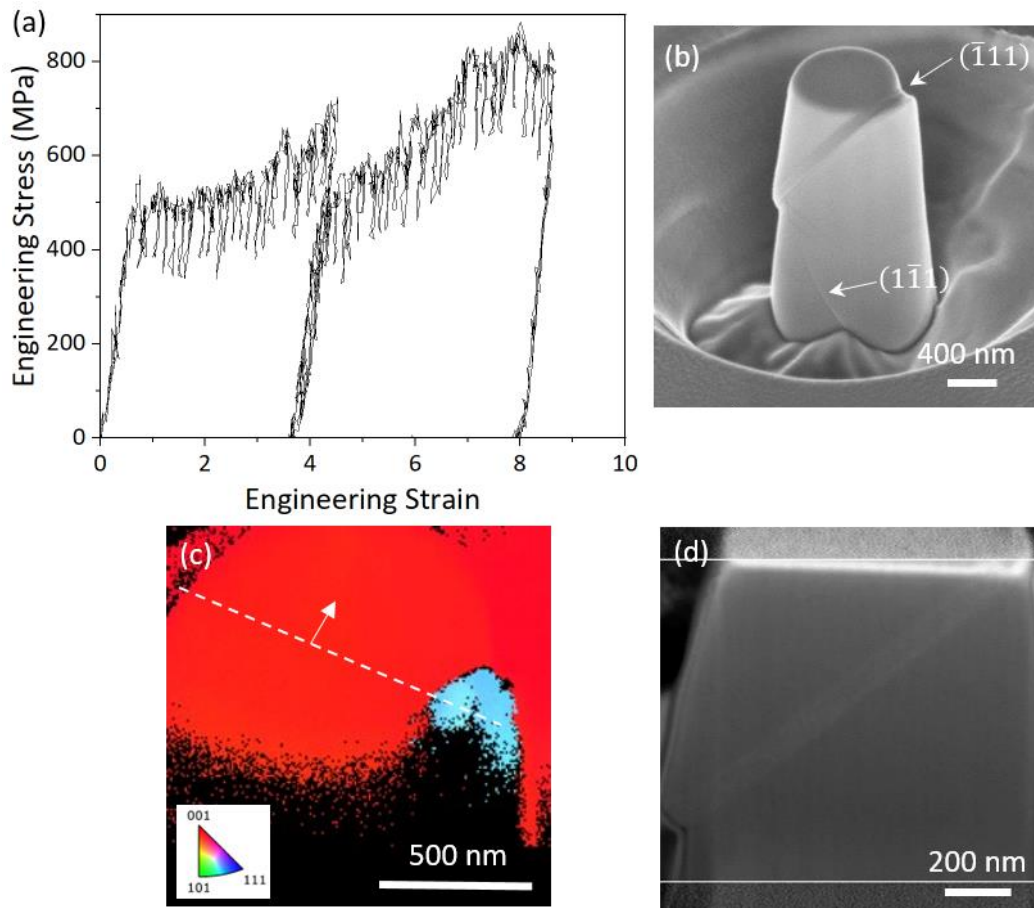 (a)
800
600
400
200
0
0 2 4 6 8 10
Engineering Stress (MPa)
Engineering Strain
(b)
(1̅11)
(11̅1)
400 nm
(c)
001
101 111
500 nm
(d)
200 nm